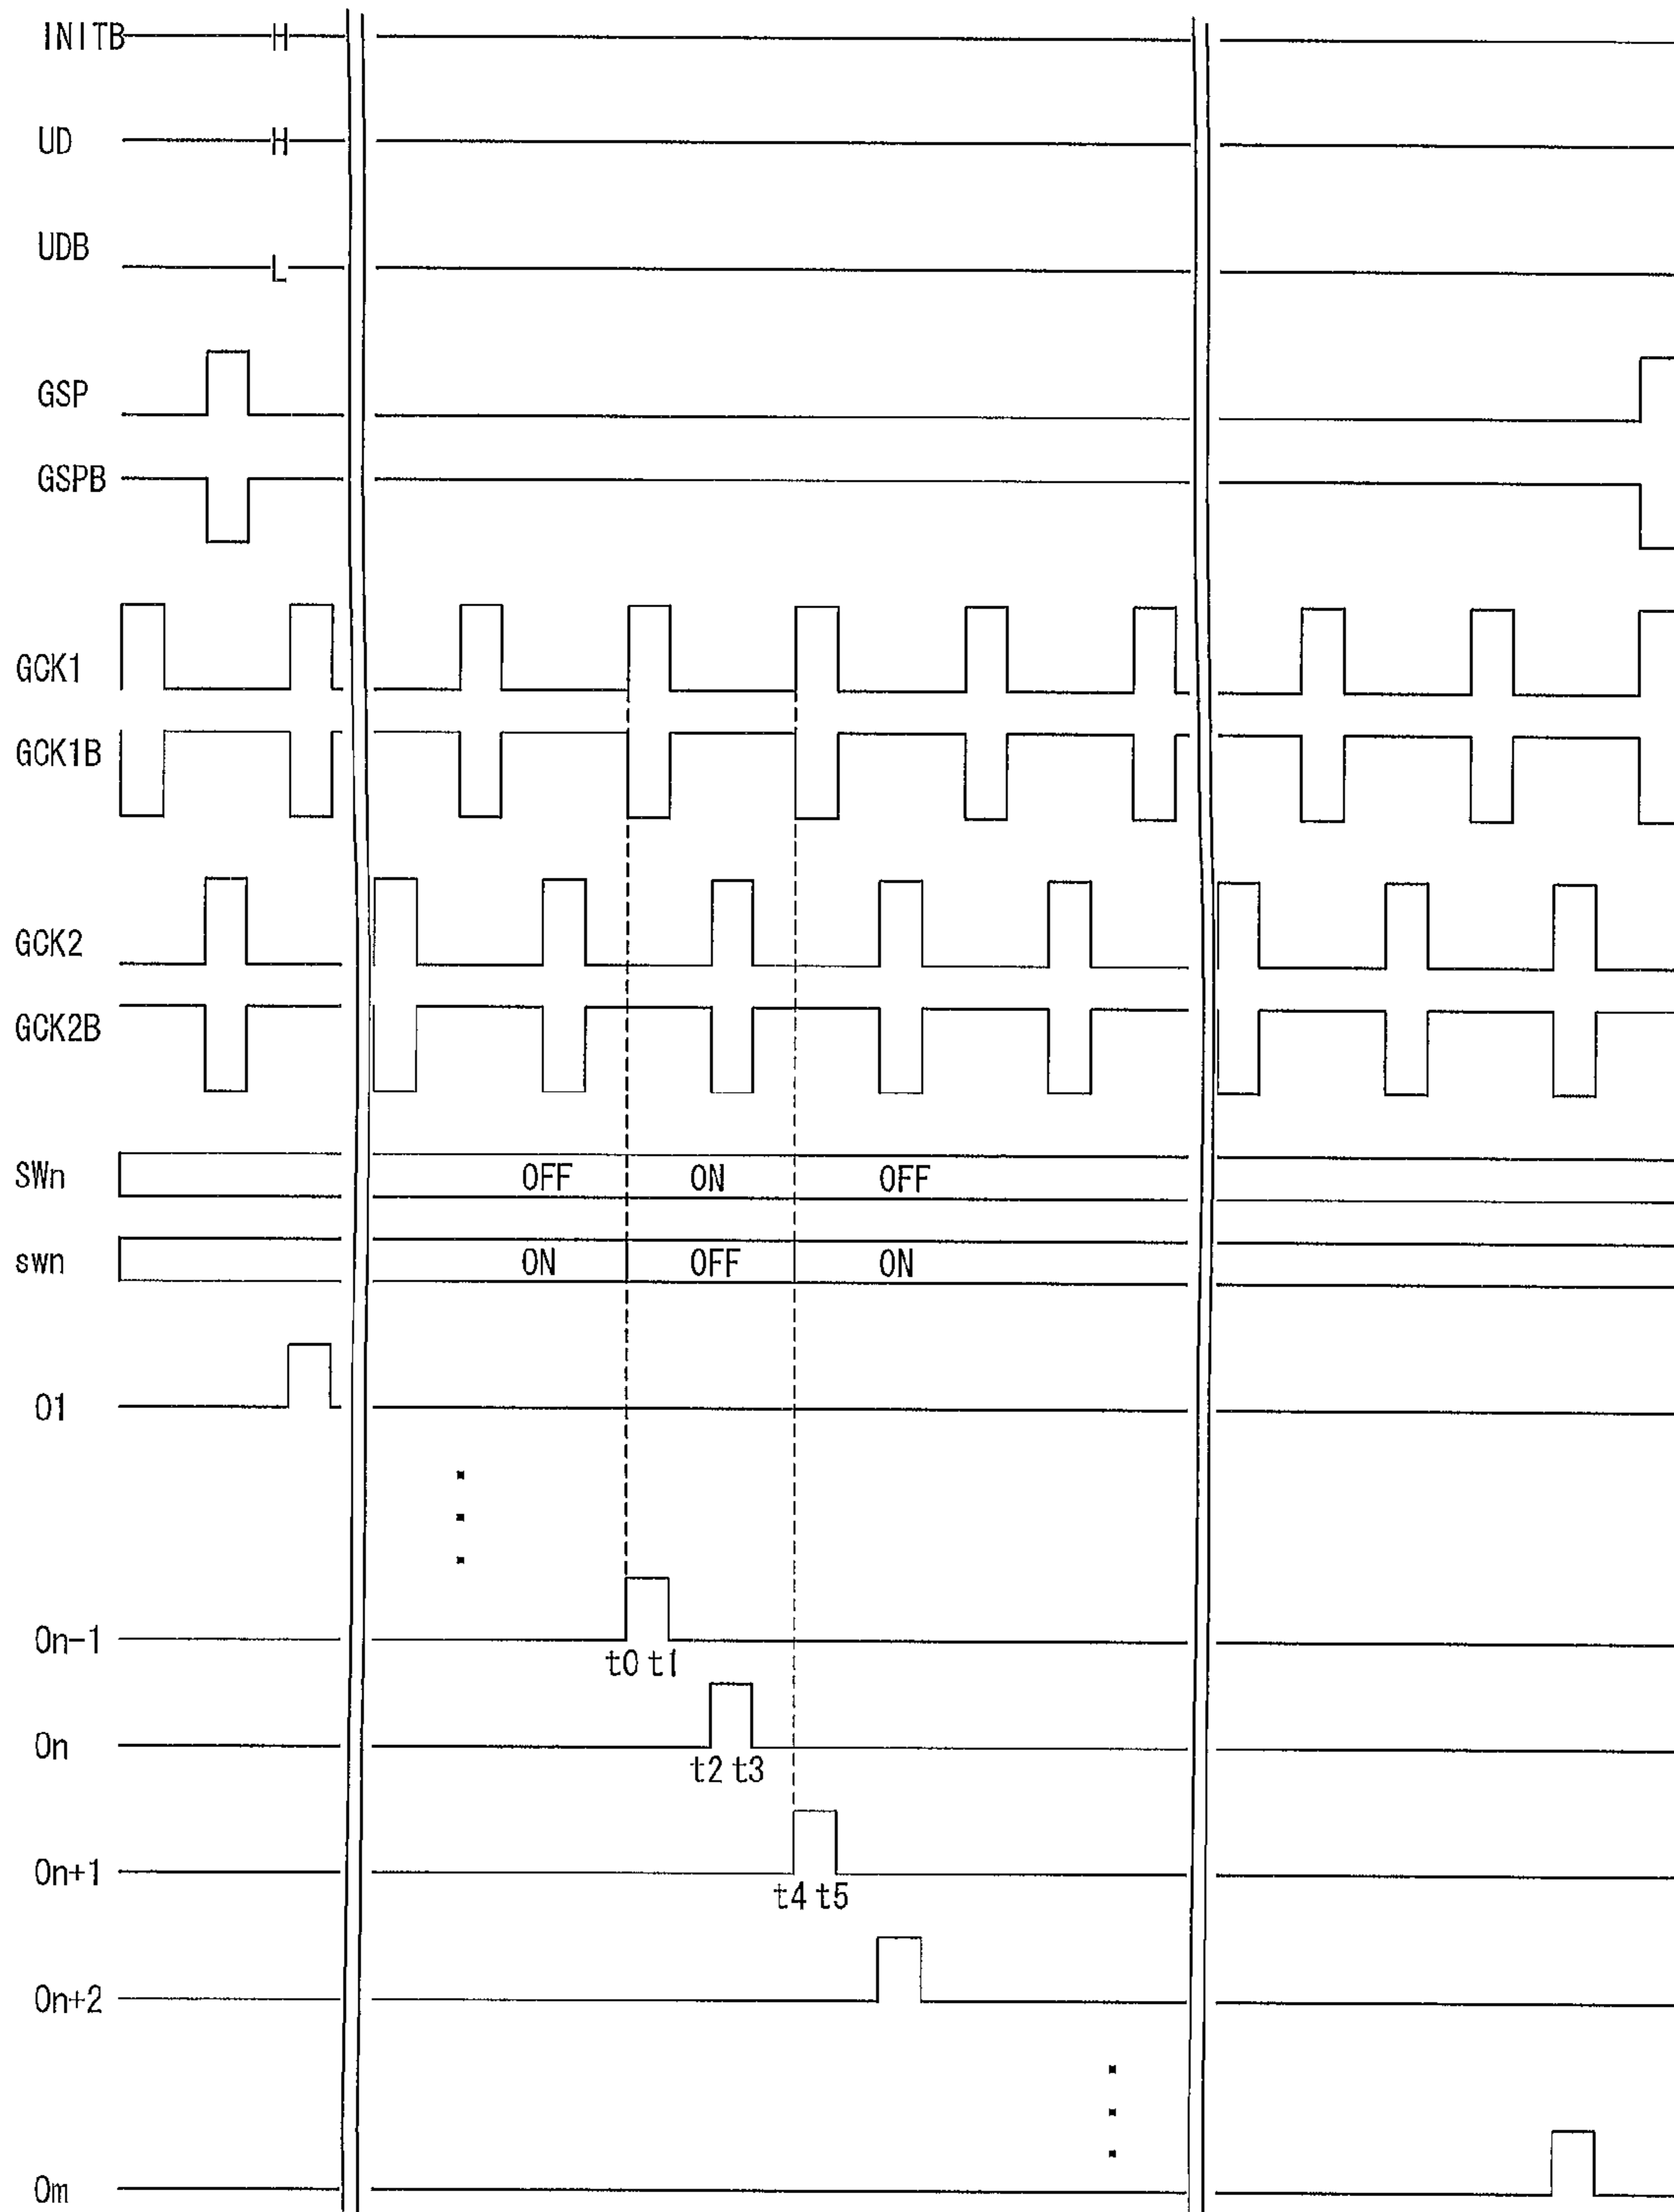 INITB H
UD H
UDB L
GSP
GSPB
GCK1
GCK1B
GCK2
GCK2B
SWn OFF ON OFF
swn ON OFF ON
O1
On-1
t0 t1
On
t2 t3
On+1
t4 t5
On+2
Om